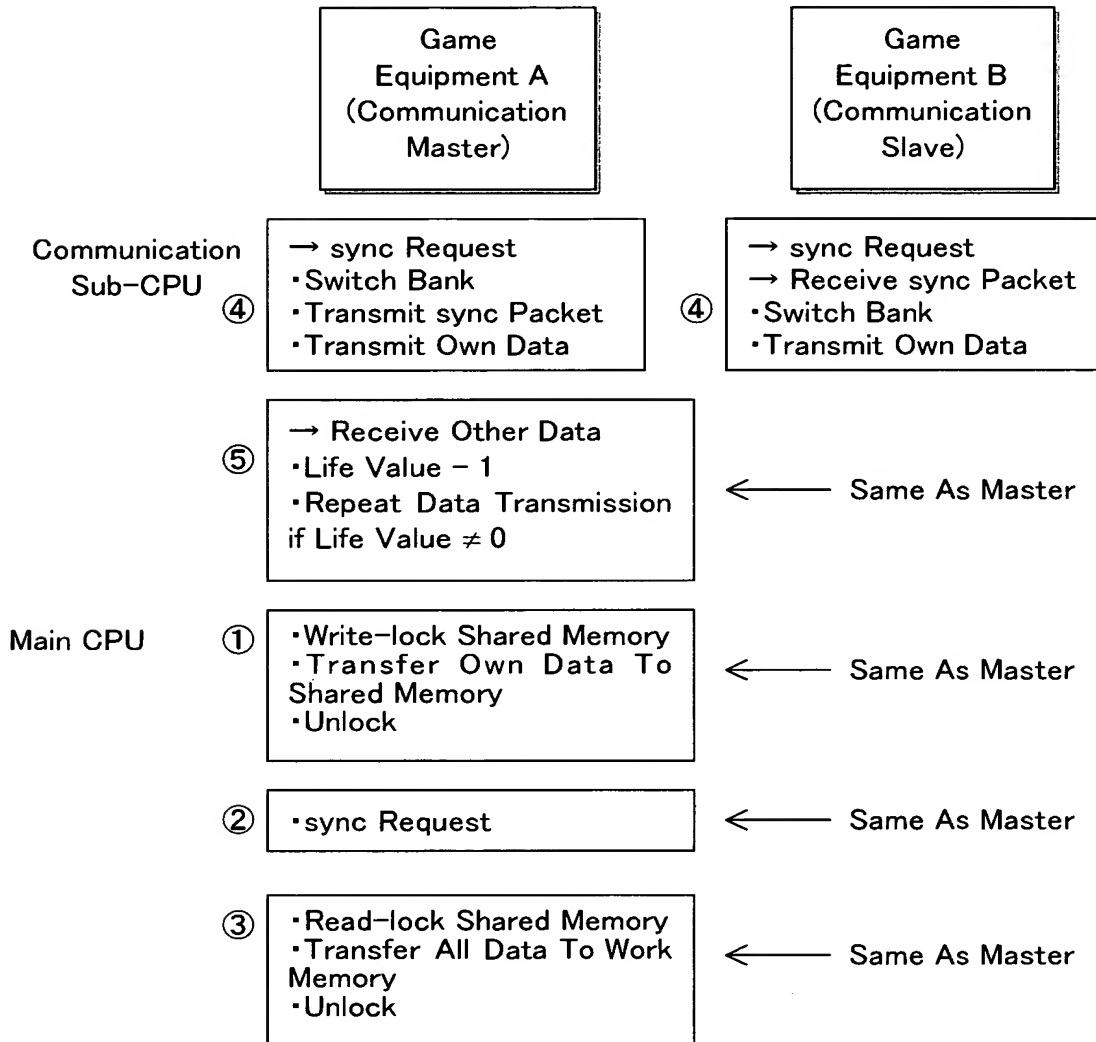 Game
Equipment A
(Communication
Master)
Game
Equipment B
(Communication
Slave)
Communication
Sub-CPU
④
→ sync Request
・Switch Bank
・Transmit sync Packet
・Transmit Own Data
④
→ sync Request
→ Receive sync Packet
・Switch Bank
・Transmit Own Data
⑤
→ Receive Other Data
・Life Value − 1
・Repeat Data Transmission
if Life Value ≠ 0
← Same As Master
Main CPU
①
・Write-lock Shared Memory
・Transfer Own Data To
Shared Memory
・Unlock
← Same As Master
②
・sync Request
← Same As Master
③
・Read-lock Shared Memory
・Transfer All Data To Work
Memory
・Unlock
← Same As Master